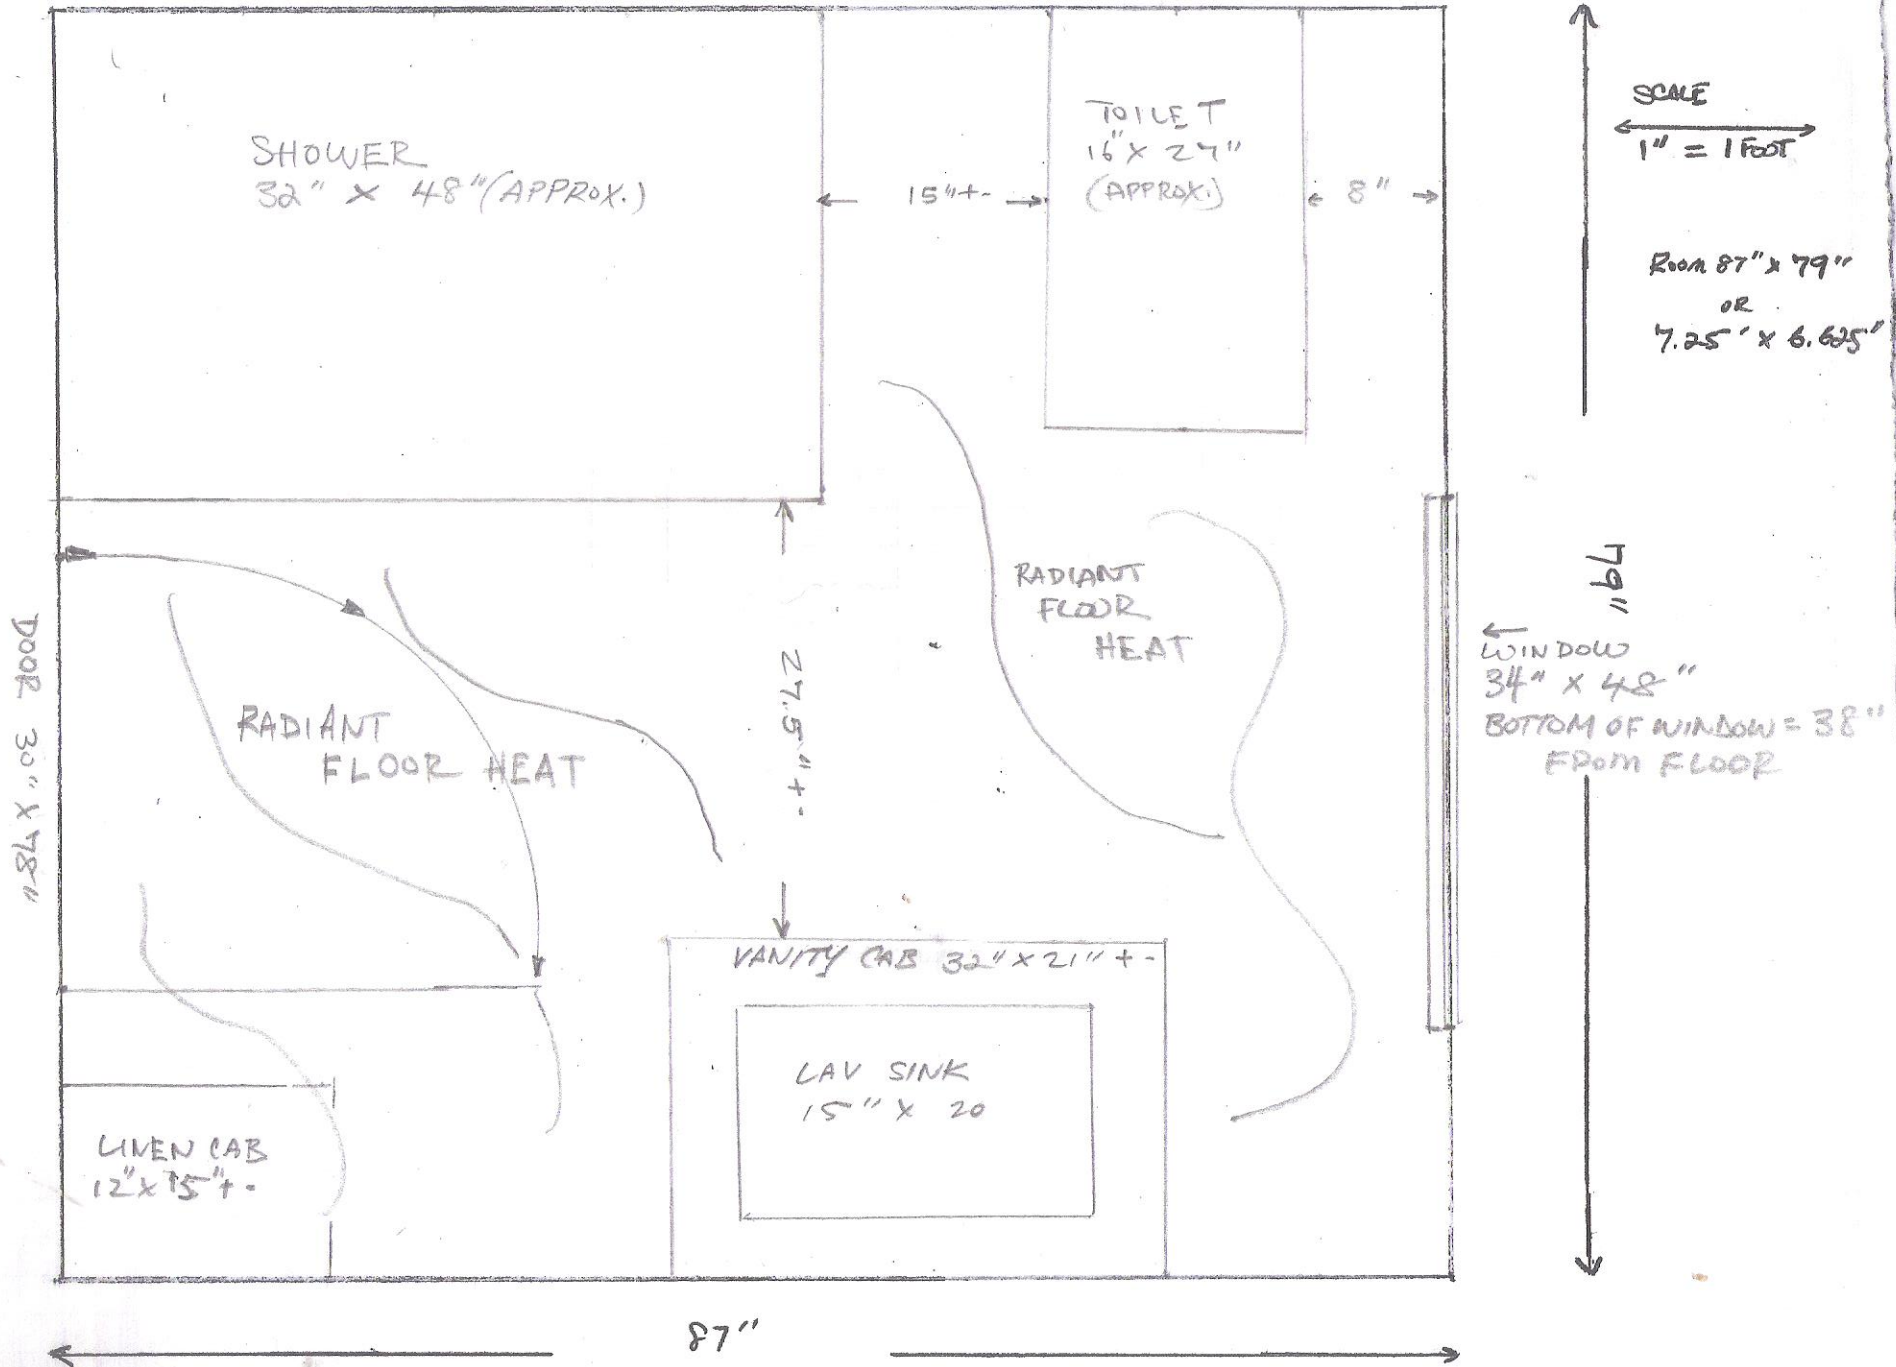 SHOWER
32" X 48" (APPROX.)
15"+-
TOILET
16" X 27"
(APPROX.)
8"
SCALE
1" = 1 FOOT
ROOM 87" x 79"
OR
7.25' x 6.625"
RADIANT
FLOOR
HEAT
79"
WINDOW
34" X 48"
BOTTOM OF WINDOW = 38"
FROM FLOOR
DOOR 30" X 78"
RADIANT
FLOOR HEAT
27.5"+-
VANITY CAB 32" X 21" +-
LAV SINK
15" X 20
LINEN CAB
12" X 15" +-
87"